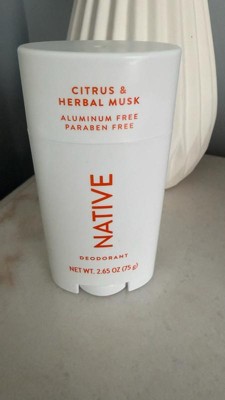 CITRUS &
HERBAL MUSK
ALUMINUM FREE
PARABEN FREE
NATIVE
DEODORANT
NET WT. 2.65 OZ (75 g)